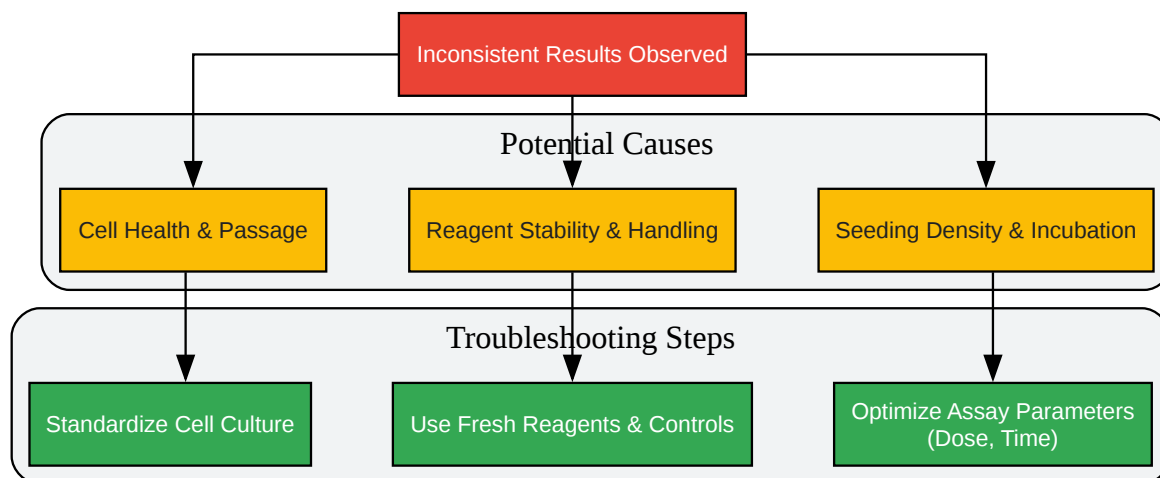 Inconsistent Results Observed
Potential Causes
Cell Health & Passage
Reagent Stability & Handling
Seeding Density & Incubation
Troubleshooting Steps
Standardize Cell Culture
Use Fresh Reagents & Controls
Optimize Assay Parameters
(Dose, Time)